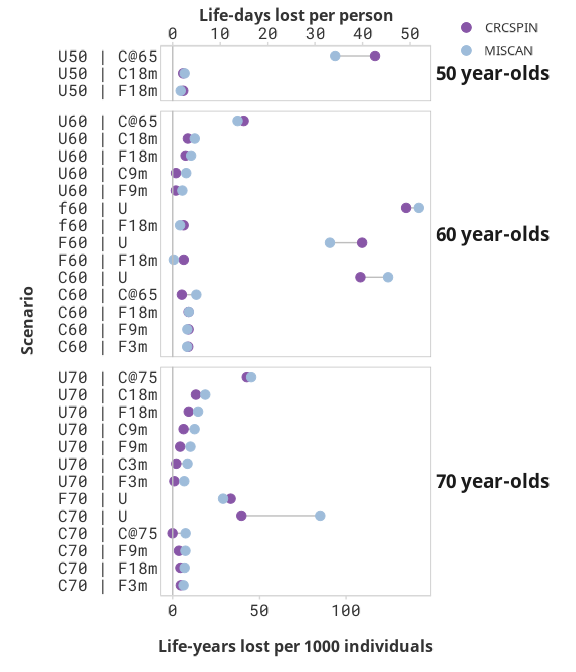 Life-days lost per person
0 10 20 30 40 50
CRCSPIN
MISCAN
U50 | C@65
U50 | C18m
U50 | F18m
50 year-olds
U60 | C@65
U60 | C18m
U60 | F18m
U60 | C9m
U60 | F9m
f60 | U
f60 | F18m
F60 | U
F60 | F18m
C60 | U
C60 | C@65
C60 | F18m
C60 | F9m
C60 | F3m
60 year-olds
U70 | C@75
U70 | C18m
U70 | F18m
U70 | C9m
U70 | F9m
U70 | C3m
U70 | F3m
F70 | U
C70 | U
C70 | C@75
C70 | F9m
C70 | F18m
C70 | F3m
70 year-olds
Scenario
0 50 100
Life-years lost per 1000 individuals